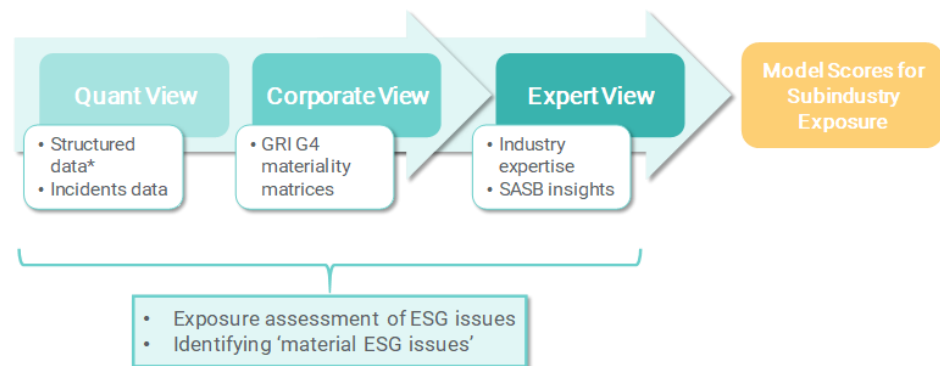 Quant View
Corporate View
Expert View
Model Scores for
Subindustry
Exposure
• Structured
data*
• Incidents data
• GRI G4
materiality
matrices
• Industry
expertise
• SASB insights
• Exposure assessment of ESG issues
• Identifying ‘material ESG issues’